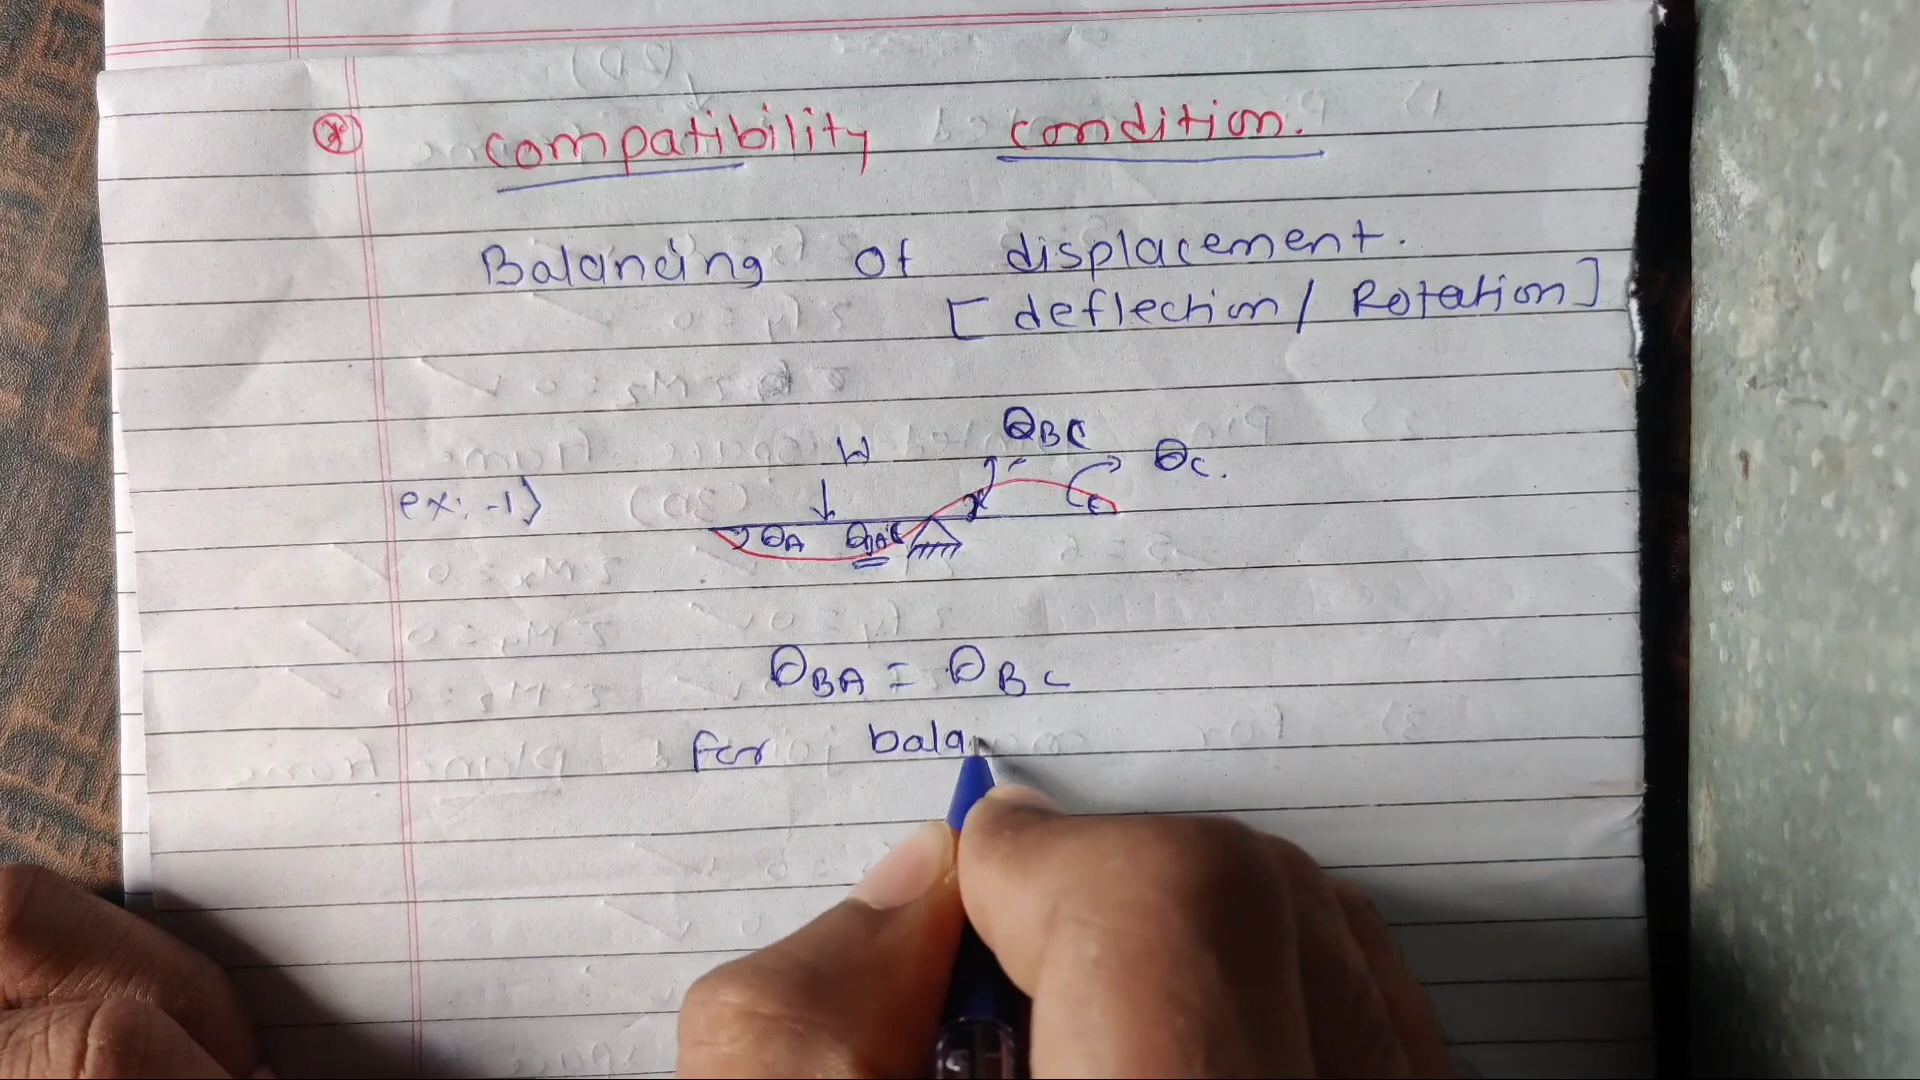 compatibility condition.
Balancing of displacement.
[deflection / Rotation]
W
θBC
θC.
ex:-1}
θA
θBA = θBC
for bala